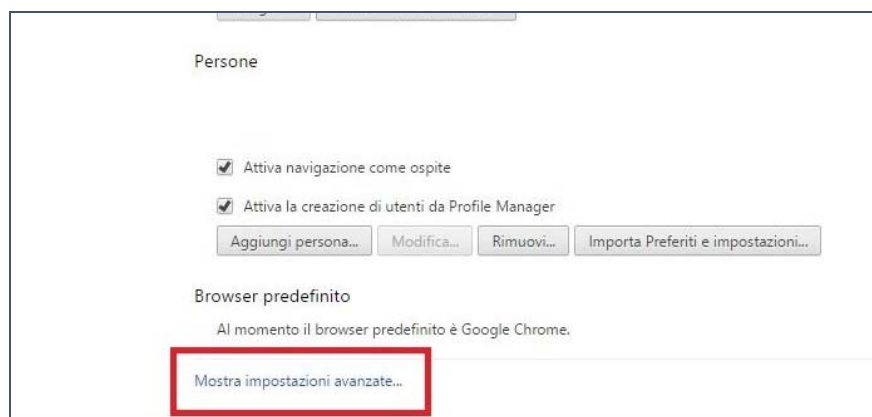 Persone
Attiva navigazione come ospite
Attiva la creazione di utenti da Profile Manager
Aggiungi persona... Modifica... Rimuovi... Importa Preferiti e impostazioni...
Browser predefinito
Al momento il browser predefinito è Google Chrome.
Mostra impostazioni avanzate...